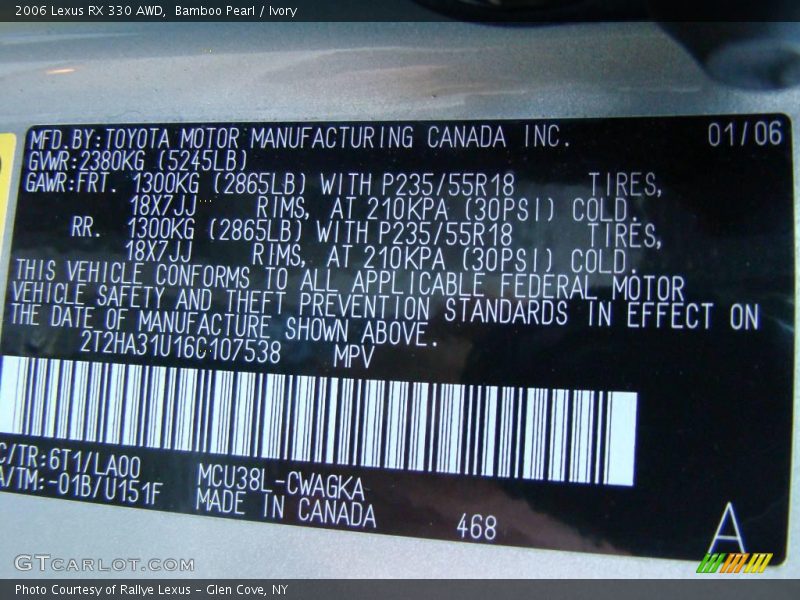 2006 Lexus RX 330 AWD, Bamboo Pearl / Ivory
MFD.BY:TOYOTA MOTOR MANUFACTURING CANADA INC. 01/06
GVWR:2380KG (5245LB)
GAWR:FRT. 1300KG (2865LB) WITH P235/55R18 TIRES,
18X7JJ RIMS, AT 210KPA (30PSI) COLD.
RR. 1300KG (2865LB) WITH P235/55R18 TIRES,
18X7JJ RIMS, AT 210KPA (30PSI) COLD.
THIS VEHICLE CONFORMS TO ALL APPLICABLE FEDERAL MOTOR
VEHICLE SAFETY AND THEFT PREVENTION STANDARDS IN EFFECT ON
THE DATE OF MANUFACTURE SHOWN ABOVE.
2T2HA31U16C107538 MPV
C/TR:6T1/LA00
A/TM:-01B/U151F
MCU38L-CWAGKA
MADE IN CANADA
468
A
GTCARLOT.COM
Photo Courtesy of Rallye Lexus - Glen Cove, NY